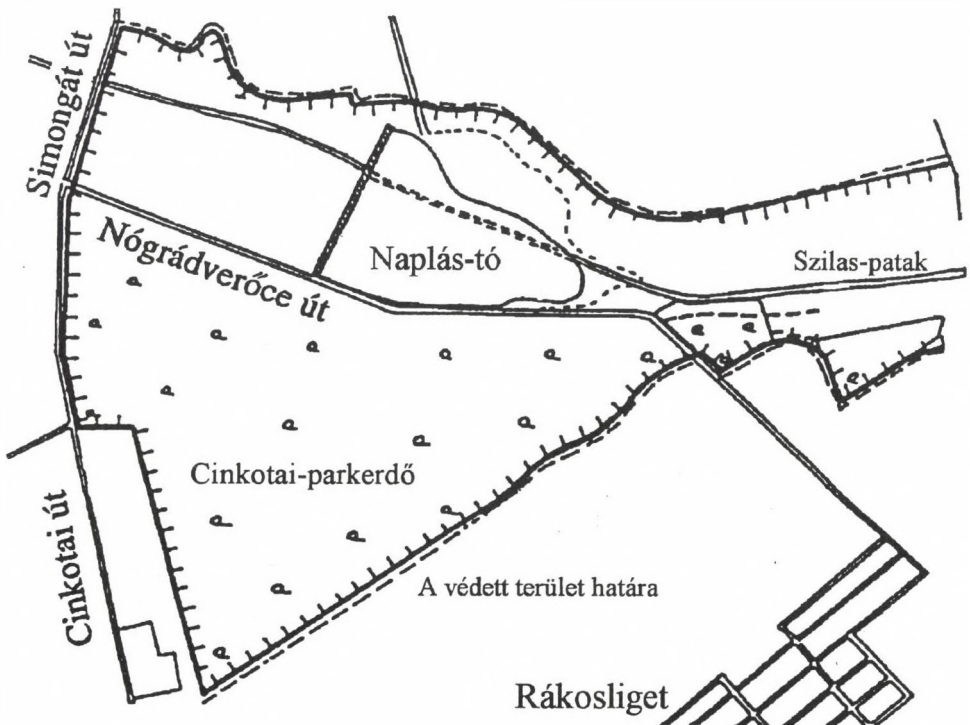 Simongát út
Nógrádverőce út
Naplás-tó
Szilas-patak
Cinkotai-parkerdő
Cinkotai út
A védett terület határa
Rákosliget